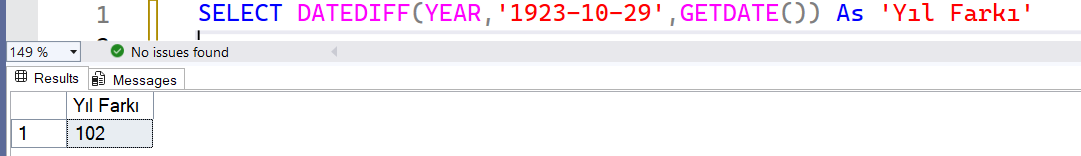 1 SELECT DATEDIFF(YEAR,'1923-10-29',GETDATE()) As 'Yıl Farkı'
149 % No issues found
Results Messages
Yıl Farkı
1 102